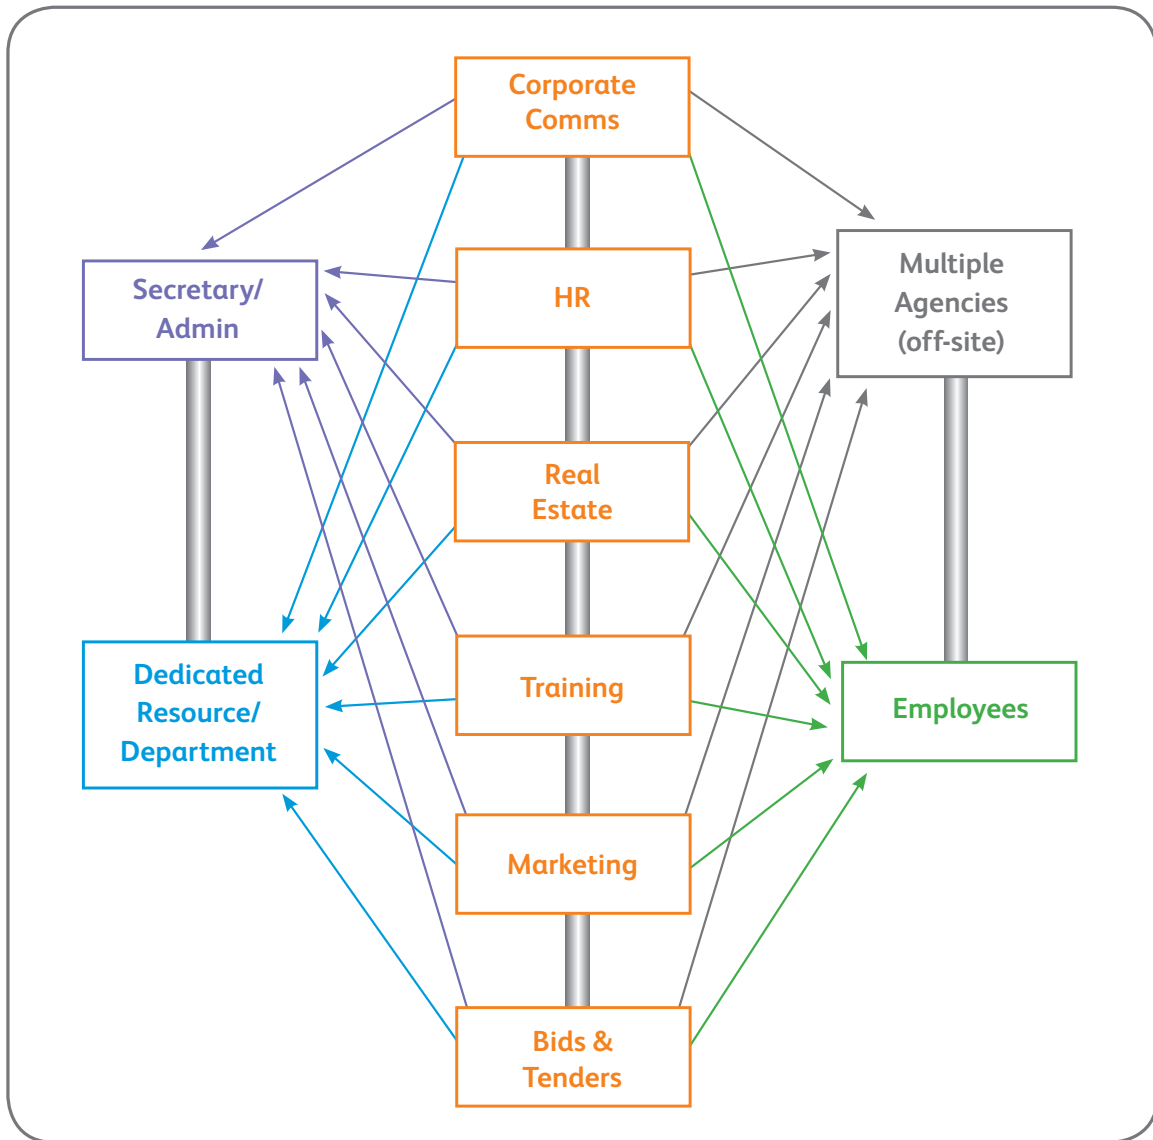 Corporate
Comms
Secretary/
Admin
HR
Multiple
Agencies
(off-site)
Real
Estate
Dedicated
Resource/
Department
Training
Employees
Marketing
Bids &
Tenders